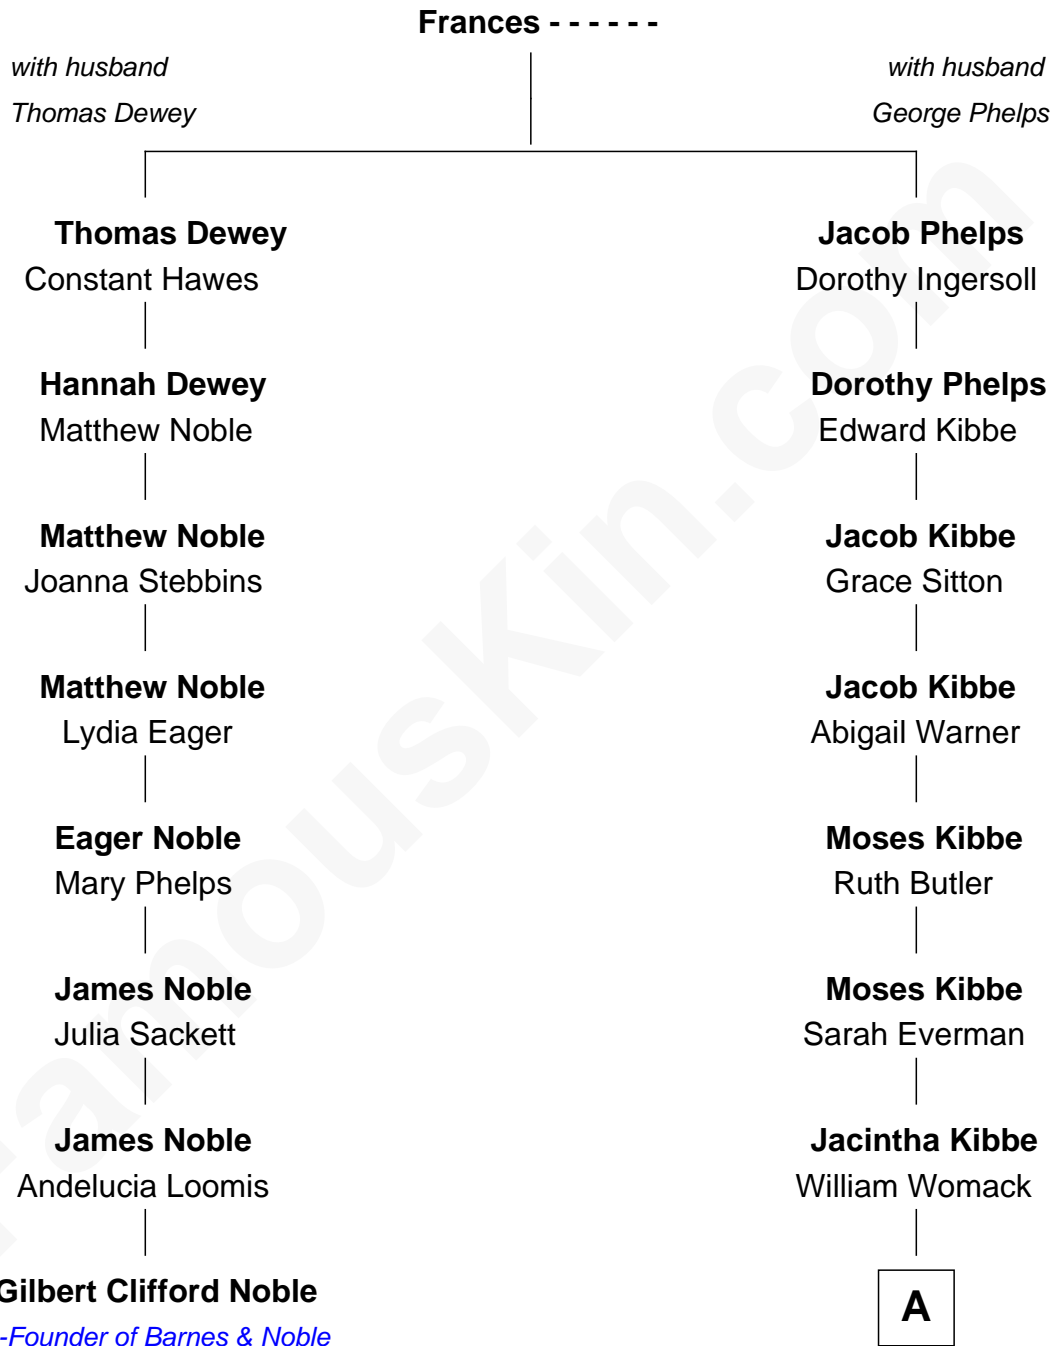 Frances - - - - - -
with husband
Thomas Dewey
with husband
George Phelps
Thomas Dewey
Constant Hawes
Jacob Phelps
Dorothy Ingersoll
Hannah Dewey
Matthew Noble
Dorothy Phelps
Edward Kibbe
Matthew Noble
Joanna Stebbins
Jacob Kibbe
Grace Sitton
Matthew Noble
Lydia Eager
Jacob Kibbe
Abigail Warner
Eager Noble
Mary Phelps
Moses Kibbe
Ruth Butler
James Noble
Julia Sackett
Moses Kibbe
Sarah Everman
James Noble
Andelucia Loomis
Jacintha Kibbe
William Womack
Gilbert Clifford Noble
-Founder of Barnes & Noble
A
FamousKin.com